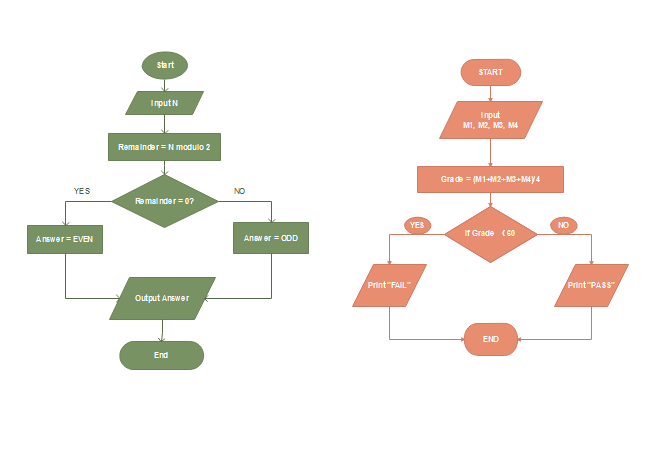 Start
Input N
Remainder = N modulo 2
Remainder = 0?
YES
NO
Answer = EVEN
Answer = ODD
Output Answer
End
START
Input
M1, M2, M3, M4
Grade = (M1+M2+M3+M4)/4
If Grade < 60
YES
NO
Print "FAIL"
Print "PASS"
END